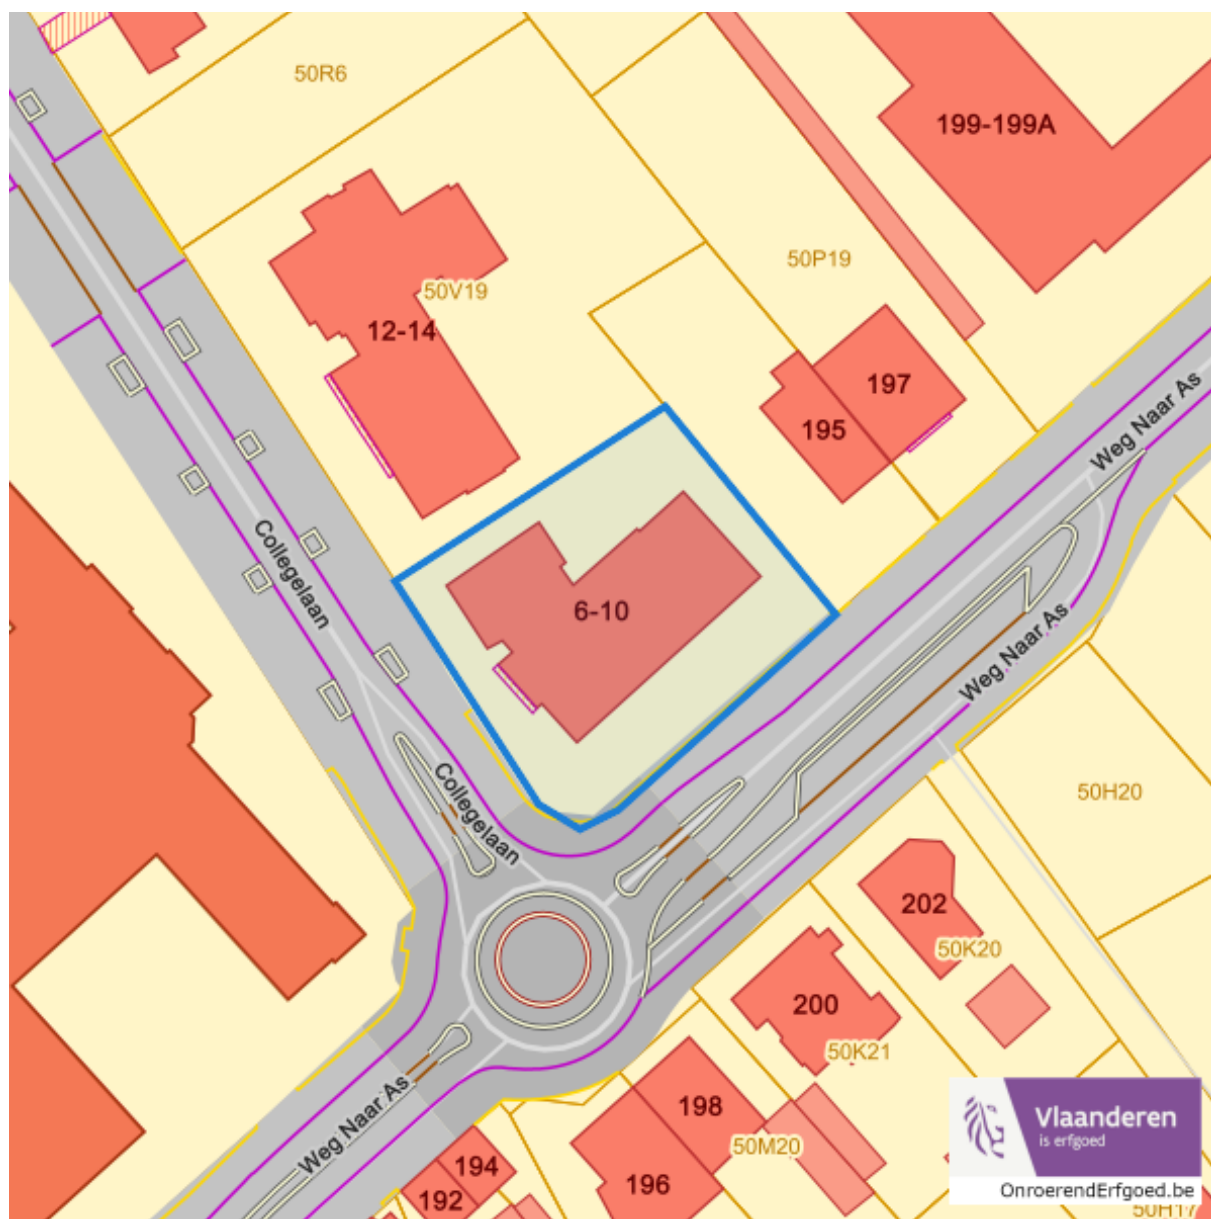 50R6
199-199A
50P19
50V19
12-14
197
195
Weg Naar As
Collegelaan
6-10
Weg Naar As
Collegelaan
50H20
202
50K20
200
50K21
198
50M20
196
194
192
Weg Naar As
Vlaanderen
is erfgoed
OnroerendErfgoed.be
50H17